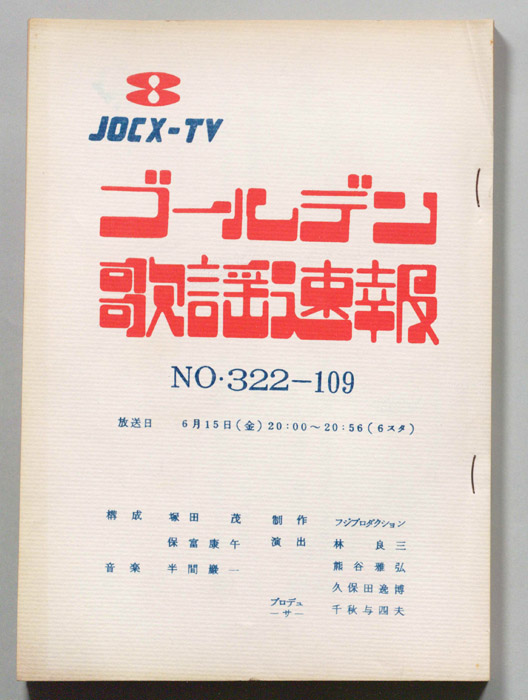 8
JOCX-TV
ゴールデン
歌謡速報
NO・322-109
放送日 6月15日(金)20:00〜20:56(6スタ)
構成 塚田 茂 制作 フジプロダクション
保富康午 演出 林 良三
音楽 半間巌一 熊谷雅弘
久保田逸博
プロデューサー 千秋与四夫